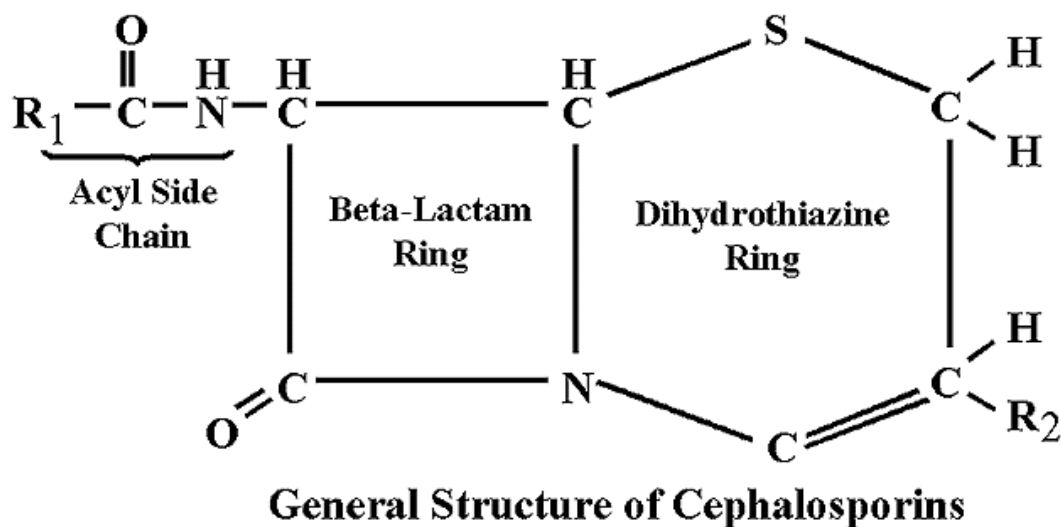 O
H H H S H
R1 C N C C C
H
Acyl Side
Chain
Beta-Lactam
Ring
Dihydrothiazine
Ring
H
C N C
O R2
C
General Structure of Cephalosporins